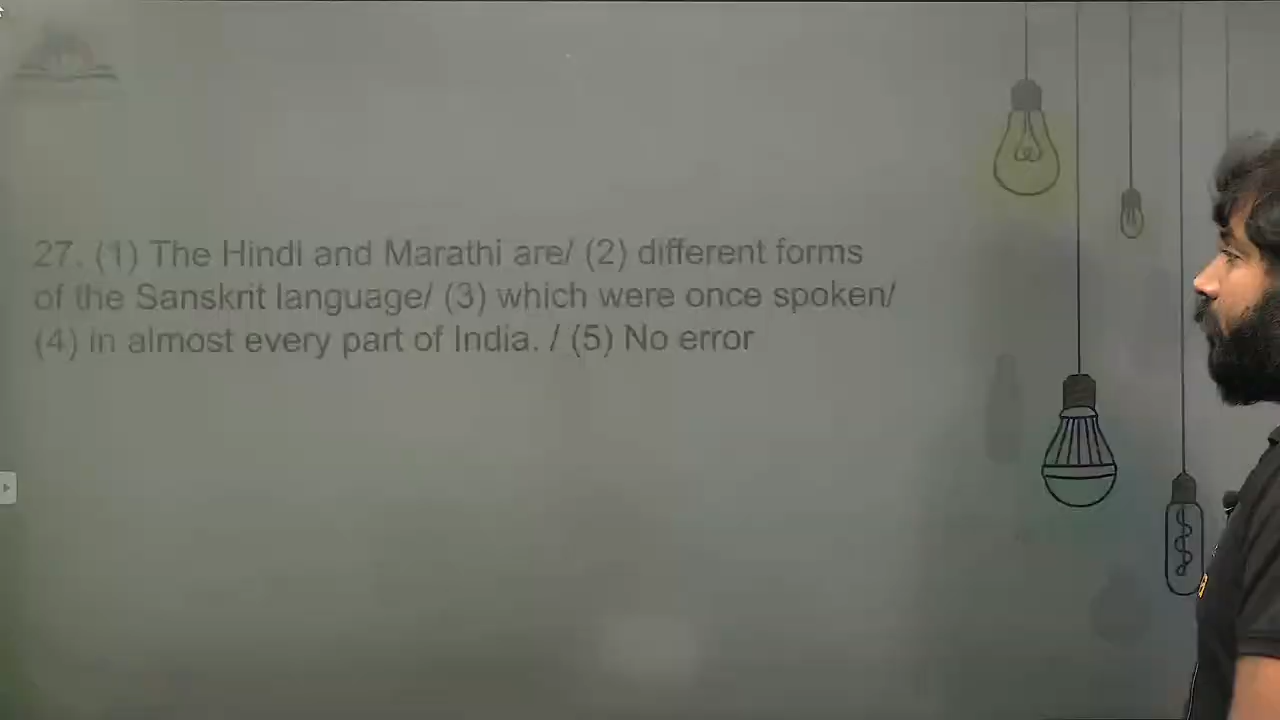 27. (1) The Hindi and Marathi are/ (2) different forms
of the Sanskrit language/ (3) which were once spoken/
(4) in almost every part of India. / (5) No error